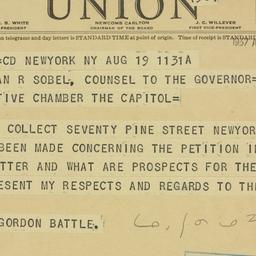 UNION
J. B. WHITE
NEWCOMB CARLTON
J. C. WILLEVER
PRESIDENT
CHAIRMAN OF THE BOARD
FIRST VICE-PRESIDENT
on telegrams and day letters is STANDARD TIME at point of origin. Time of receipt is STANDARD
1937
=CD NEWYORK NY AUG 19 1131A
AN R SOBEL, COUNSEL TO THE GOVERNOR=
TIVE CHAMBER THE CAPITOL=
COLLECT SEVENTY PINE STREET NEWYOR
BEEN MADE CONCERNING THE PETITION I
TTER AND WHAT ARE PROSPECTS FOR THE
ESENT MY RESPECTS AND REGARDS TO TH
GORDON BATTLE.